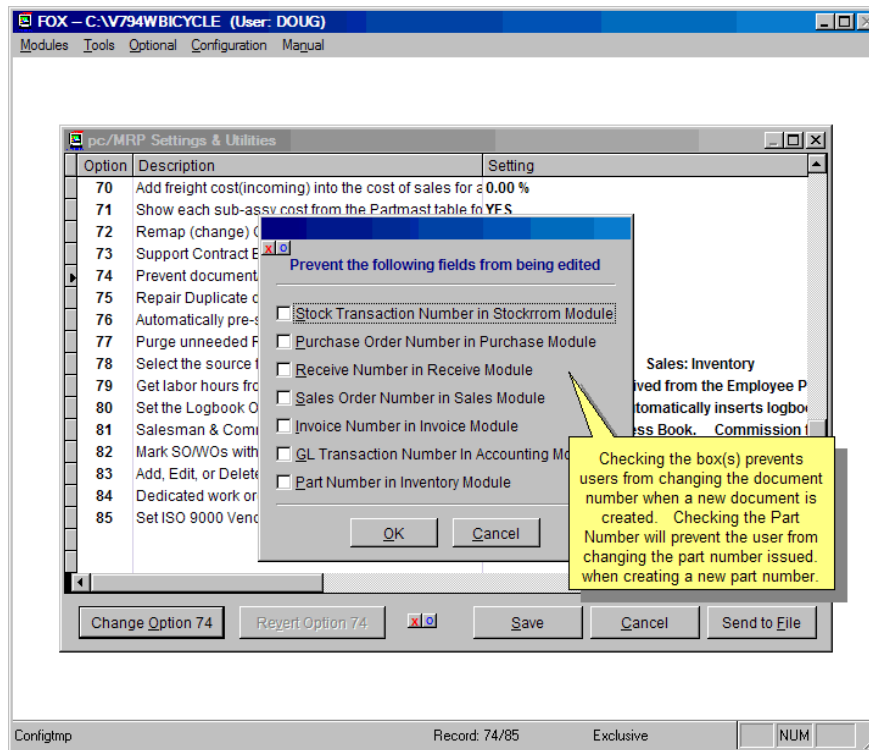 FOX – C:\V794WBICYCLE (User: DOUG)
Modules Tools Optional Configuration Manual
pc/MRP Settings & Utilities
Option Description Setting
70 Add freight cost(incoming) into the cost of sales for a 0.00 %
71 Show each sub-assy cost from the Partmast table fo YES
72 Remap (change)
73 Support Contract E
74 Prevent document
75 Repair Duplicate
76 Automatically pre-s
77 Purge unneeded F
78 Select the source f Sales: Inventory
79 Get labor hours fro ived from the Employee P
80 Set the Logbook O tomatically inserts logbo
81 Salesman & Com ess Book. Commission f
82 Mark SO/WOs with
83 Add, Edit, or Delete
84 Dedicated work or
85 Set ISO 9000 Vend
X O
Prevent the following fields from being edited
Stock Transaction Number in Stockrrom Module
Purchase Order Number in Purchase Module
Receive Number in Receive Module
Sales Order Number in Sales Module
Invoice Number in Invoice Module
GL Transaction Number In Accounting Mo
Part Number in Inventory Module
OK Cancel
Checking the box(s) prevents
users from changing the document
number when a new document is
created. Checking the Part
Number will prevent the user from
changing the part number issued.
when creating a new part number.
Change Option 74 Revert Option 74 X O Save Cancel Send to File
Configtmp Record: 74/85 Exclusive NUM